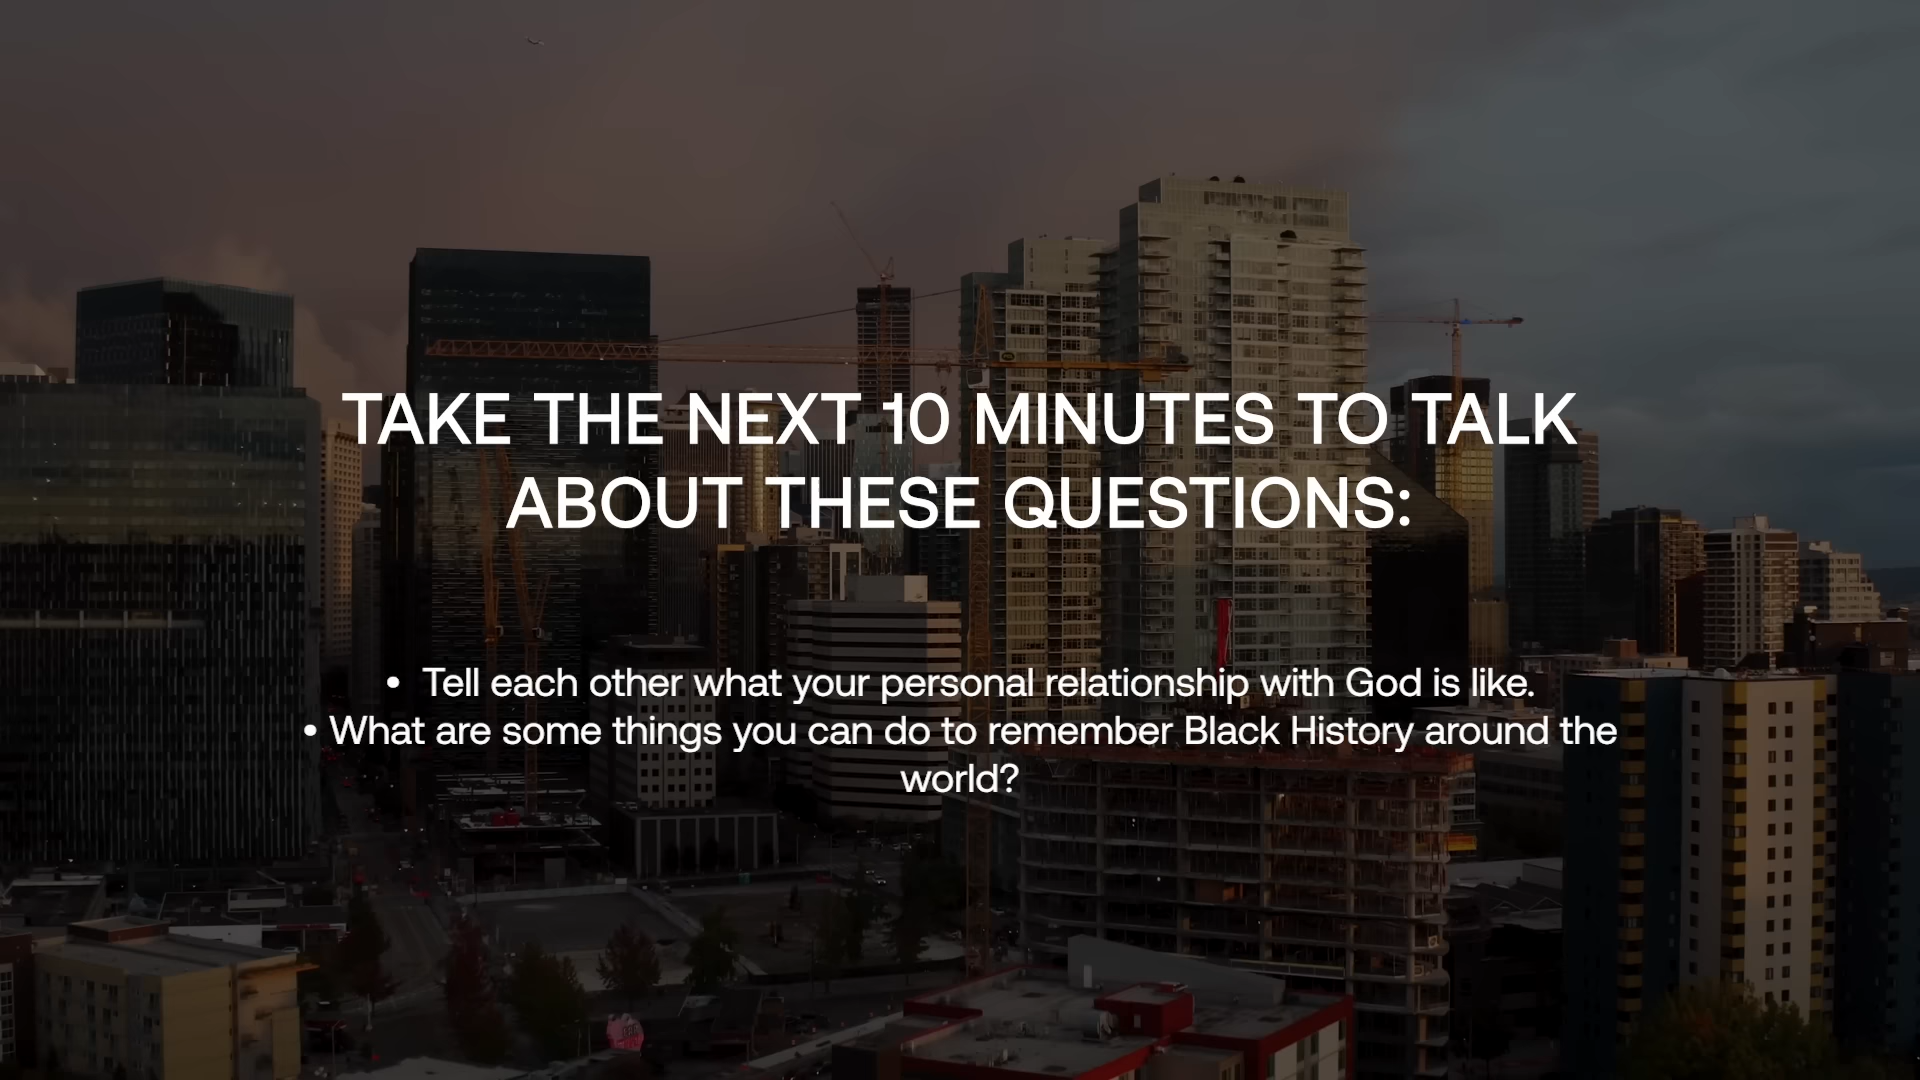 TAKE THE NEXT 10 MINUTES TO TALK
ABOUT THESE QUESTIONS:
• Tell each other what your personal relationship with God is like.
• What are some things you can do to remember Black History around the
world?